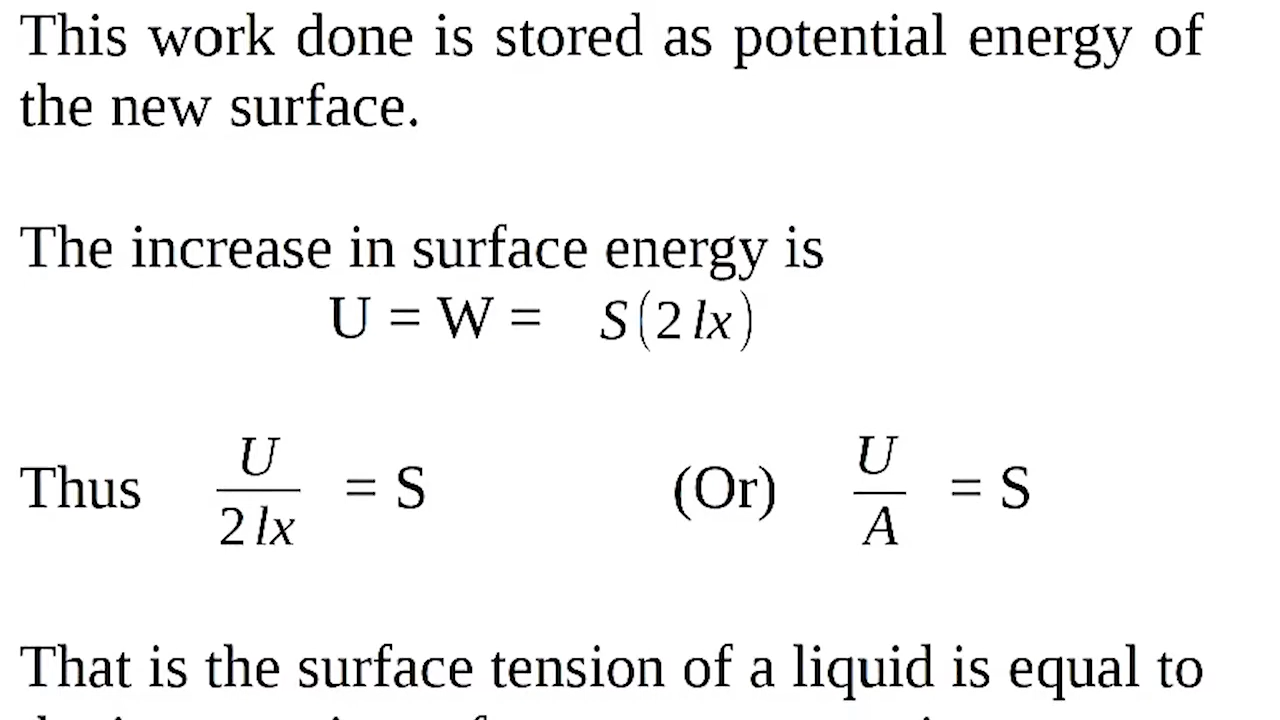 This work done is stored as potential energy of
the new surface.
The increase in surface energy is
U = W = S(2 lx)
Thus U/2 lx = S (Or) U/A = S
That is the surface tension of a liquid is equal to